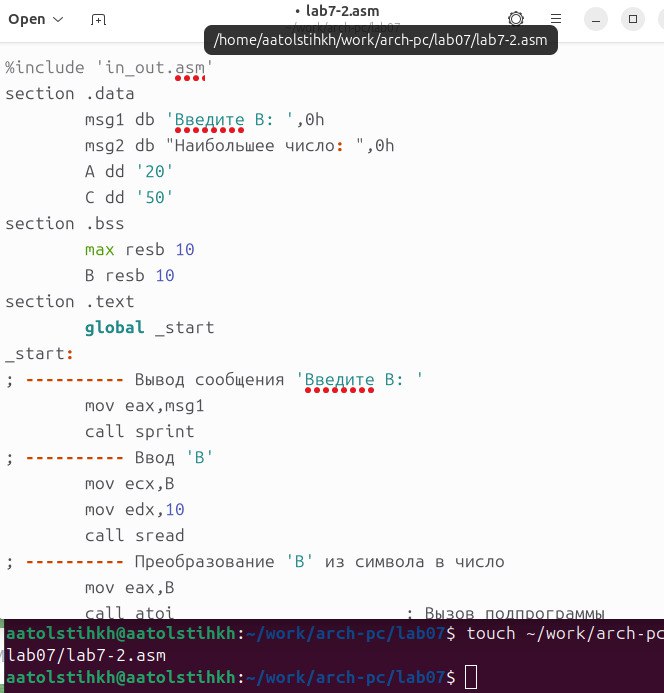 Open
• lab7-2.asm
/home/aatolstihkh/work/arch-pc/lab07/lab7-2.asm
%include 'in_out.asm'
section .data
msg1 db 'Введите B: ',0h
msg2 db "Наибольшее число: ",0h
A dd '20'
C dd '50'
section .bss
max resb 10
B resb 10
section .text
global _start
_start:
; ---------- Вывод сообщения 'Введите B: '
mov eax,msg1
call sprint
; ---------- Ввод 'B'
mov ecx,B
mov edx,10
call sread
; ---------- Преобразование 'B' из символа в число
mov eax,B
call atoi ; Вызов подпрограммы
aatolstihkh@aatolstihkh:~/work/arch-pc/lab07$ touch ~/work/arch-pc
lab07/lab7-2.asm
aatolstihkh@aatolstihkh:~/work/arch-pc/lab07$